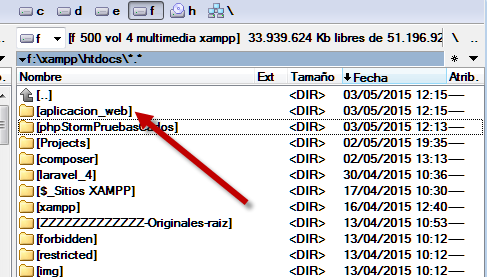 c d e f h \
f [f 500 vol 4 multimedia xampp] 33.939.624 Kb libres de 51.196.92
f:\xampp\htdocs\*.* * ▼
. Nombre Ext Tamaño Fecha Atrib.
[..] <DIR> 03/05/2015 12:15 —
[aplicacion_web] <DIR> 03/05/2015 12:15 —
[phpStormPruebasCados] <DIR> 03/05/2015 12:13 —
[Projects] <DIR> 02/05/2015 19:35 —
[composer] <DIR> 02/05/2015 13:13 —
[laravel_4] <DIR> 30/04/2015 10:36 —
[$_Sitios XAMPP] <DIR> 17/04/2015 10:30 —
[xampp] <DIR> 16/04/2015 12:40 —
[ZZZZZZZZZZZZZ-Originales-raiz] <DIR> 13/04/2015 10:53 —
[forbidden] <DIR> 13/04/2015 10:12 —
[restricted] <DIR> 13/04/2015 10:12 —
[img] <DIR> 13/04/2015 10:12 —